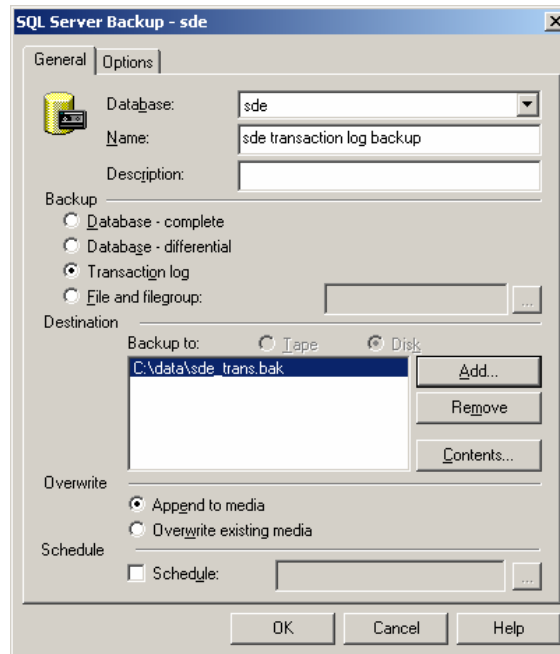 SQL Server Backup - sde
General Options
Database: sde
Name: sde transaction log backup
Description:
Backup
Database - complete
Database - differential
Transaction log
File and filegroup: ...
Destination
Backup to: Tape Disk
C:\data\sde_trans.bak
Add...
Remove
Contents...
Overwrite
Append to media
Overwrite existing media
Schedule
Schedule: ...
OK Cancel Help